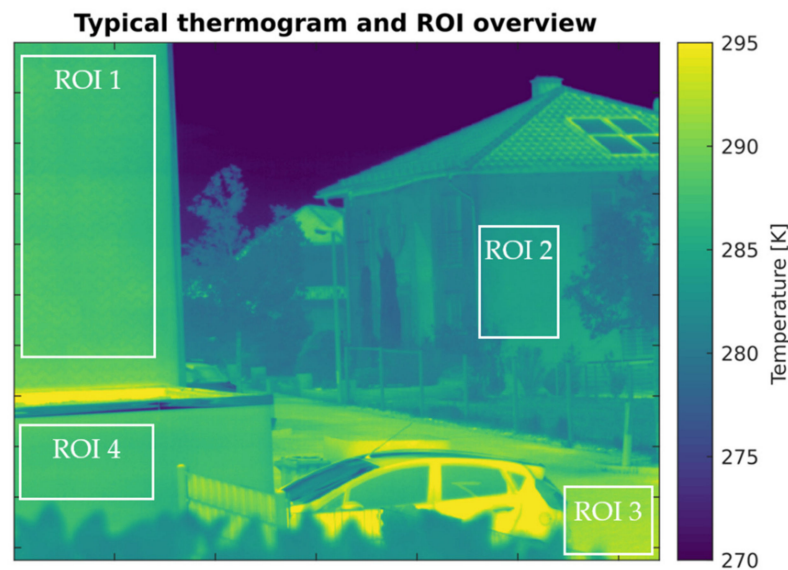 Typical thermogram and ROI overview
ROI 1
ROI 2
ROI 4
ROI 3
295
290
285
280
275
270
Temperature [K]